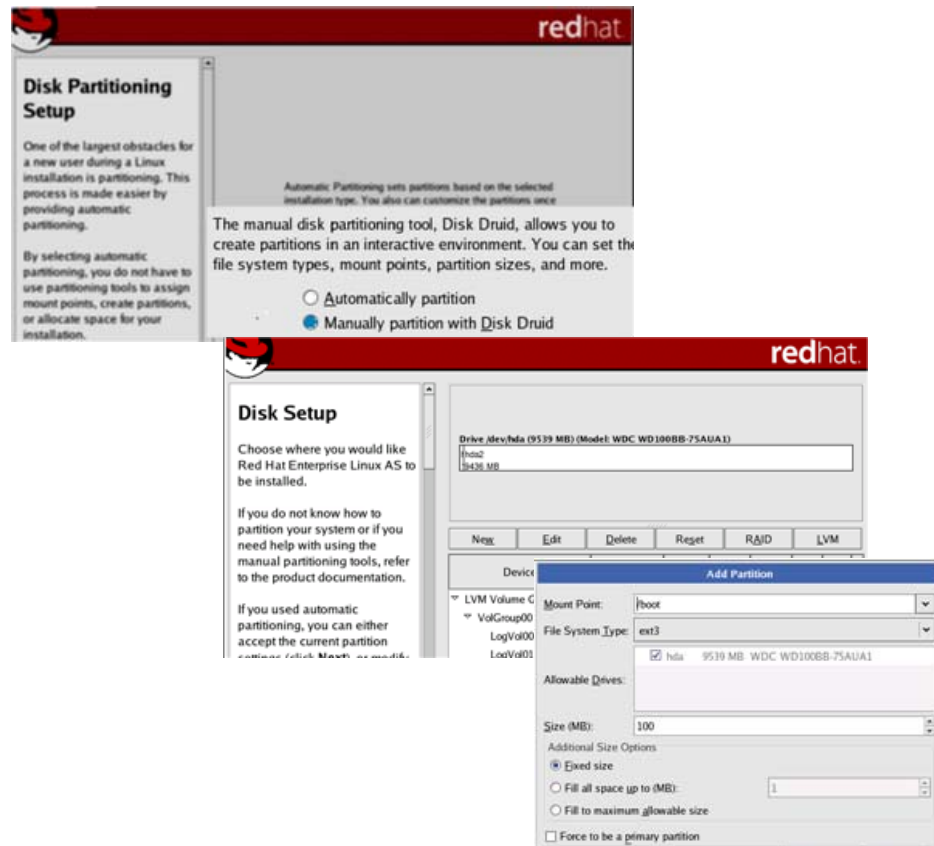 redhat.
Disk Partitioning
Setup
One of the largest obstacles for
a new user during a Linux
installation is partitioning. This
process is made easier by
providing automatic
partitioning.
By selecting automatic
partitioning, you do not have to
use partitioning tools to assign
mount points, create partitions,
or allocate space for your
installation.
Automatic Partitioning sets partitions based on the selected
installation type. You also can customize the partitions once
The manual disk partitioning tool, Disk Druid, allows you to
create partitions in an interactive environment. You can set the
file system types, mount points, partition sizes, and more.
Automatically partition
Manually partition with Disk Druid
redhat.
Disk Setup
Choose where you would like
Red Hat Enterprise Linux AS to
be installed.
If you do not know how to
partition your system or if you
need help with using the
manual partitioning tools, refer
to the product documentation.
If you used automatic
partitioning, you can either
accept the current partition
settings (click Next), or modify
Drive /dev/hda (9539 MB) (Model: WDC WD100BB-75AUA1)
hda2
9436 MB
New Edit Delete Reset RAID LVM
Device
LVM Volume G
VolGroup00
LogVol00
LogVol01
Add Partition
Mount Point: /boot
File System Type: ext3
Allowable Drives:
hda 9539 MB WDC WD100BB-75AUA1
Size (MB): 100
Additional Size Options
Fixed size
Fill all space up to (MB): 1
Fill to maximum allowable size
Force to be a primary partition